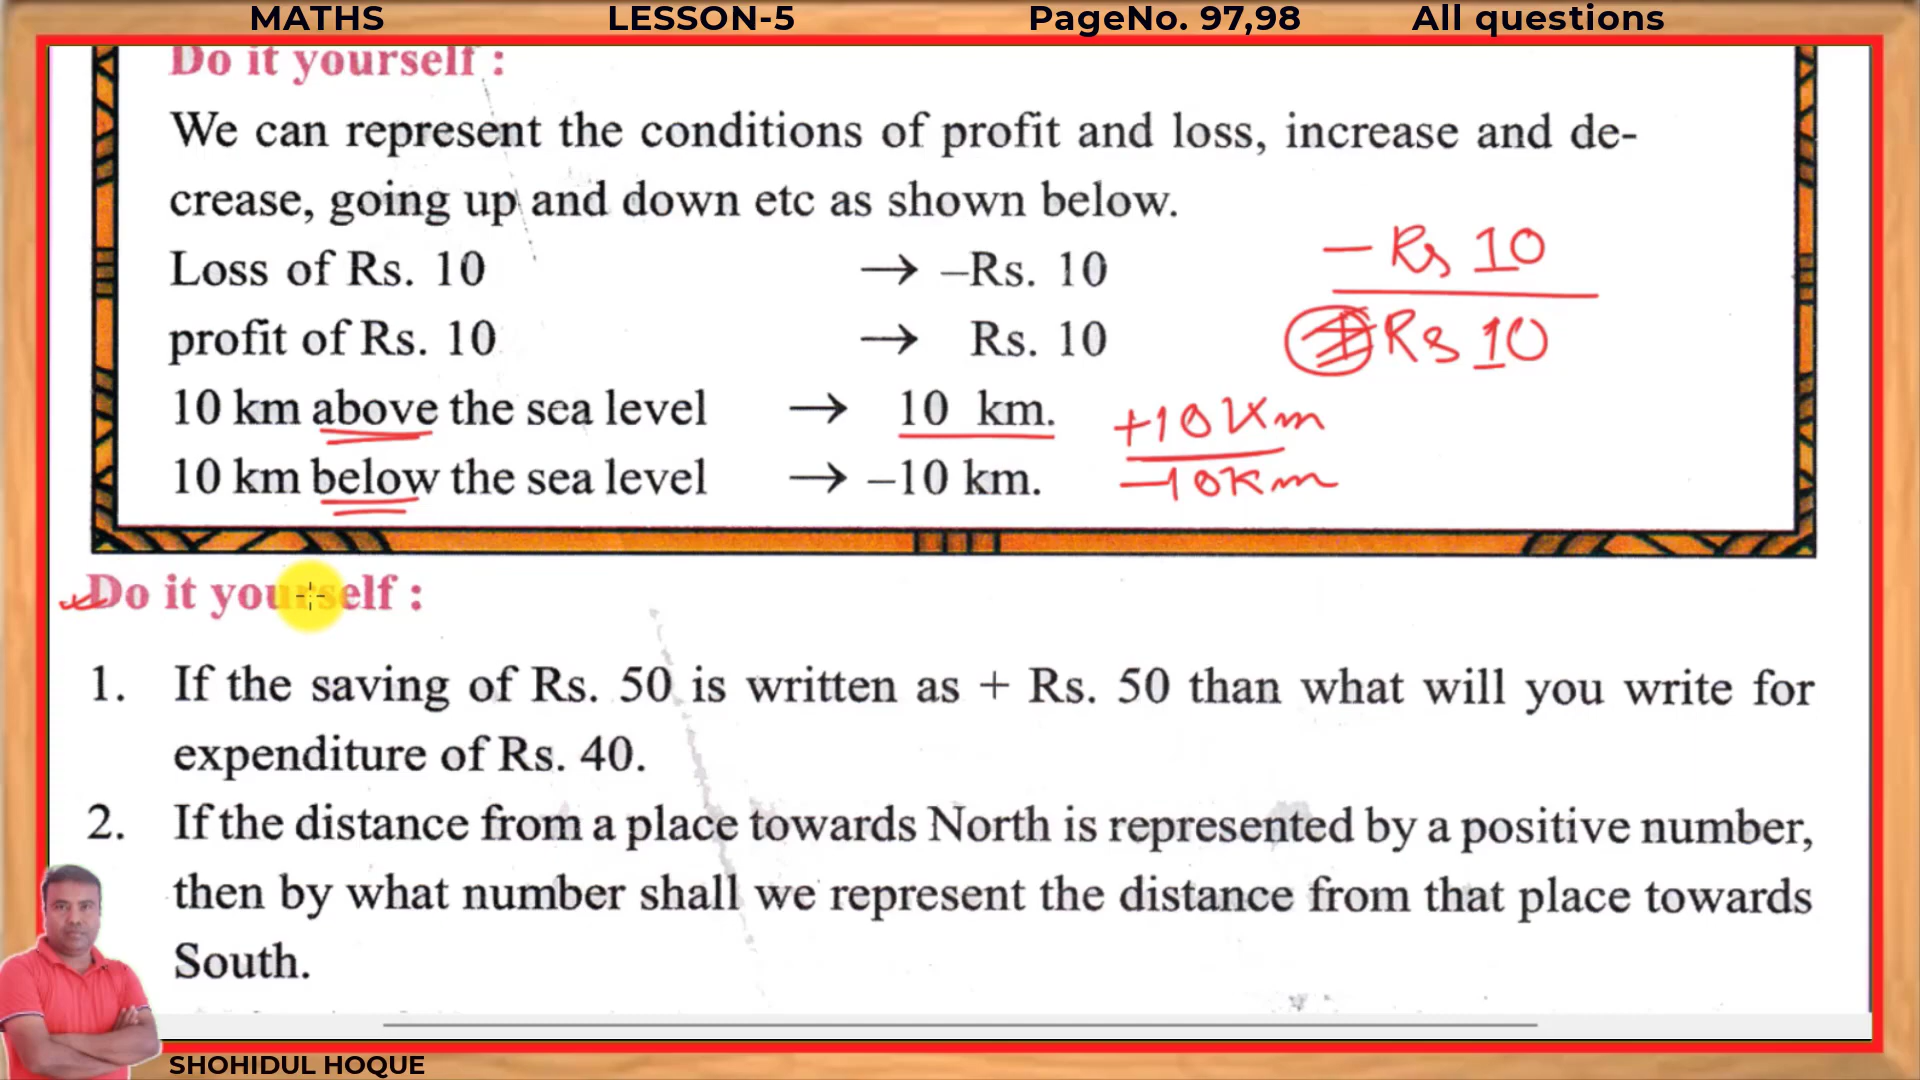 MATHS LESSON-5 PageNo. 97,98 All questions
Do it yourself :
We can represent the conditions of profit and loss, increase and de-
crease, going up and down etc as shown below.
Loss of Rs. 10 → –Rs. 10
– Rs 10
profit of Rs. 10 → Rs. 10
+ Rs 10
10 km above the sea level → 10 km.
+10 Km
10 km below the sea level → –10 km.
–10Km
Do it yourself :
1. If the saving of Rs. 50 is written as + Rs. 50 than what will you write for
expenditure of Rs. 40.
2. If the distance from a place towards North is represented by a positive number,
then by what number shall we represent the distance from that place towards
South.
SHOHIDUL HOQUE